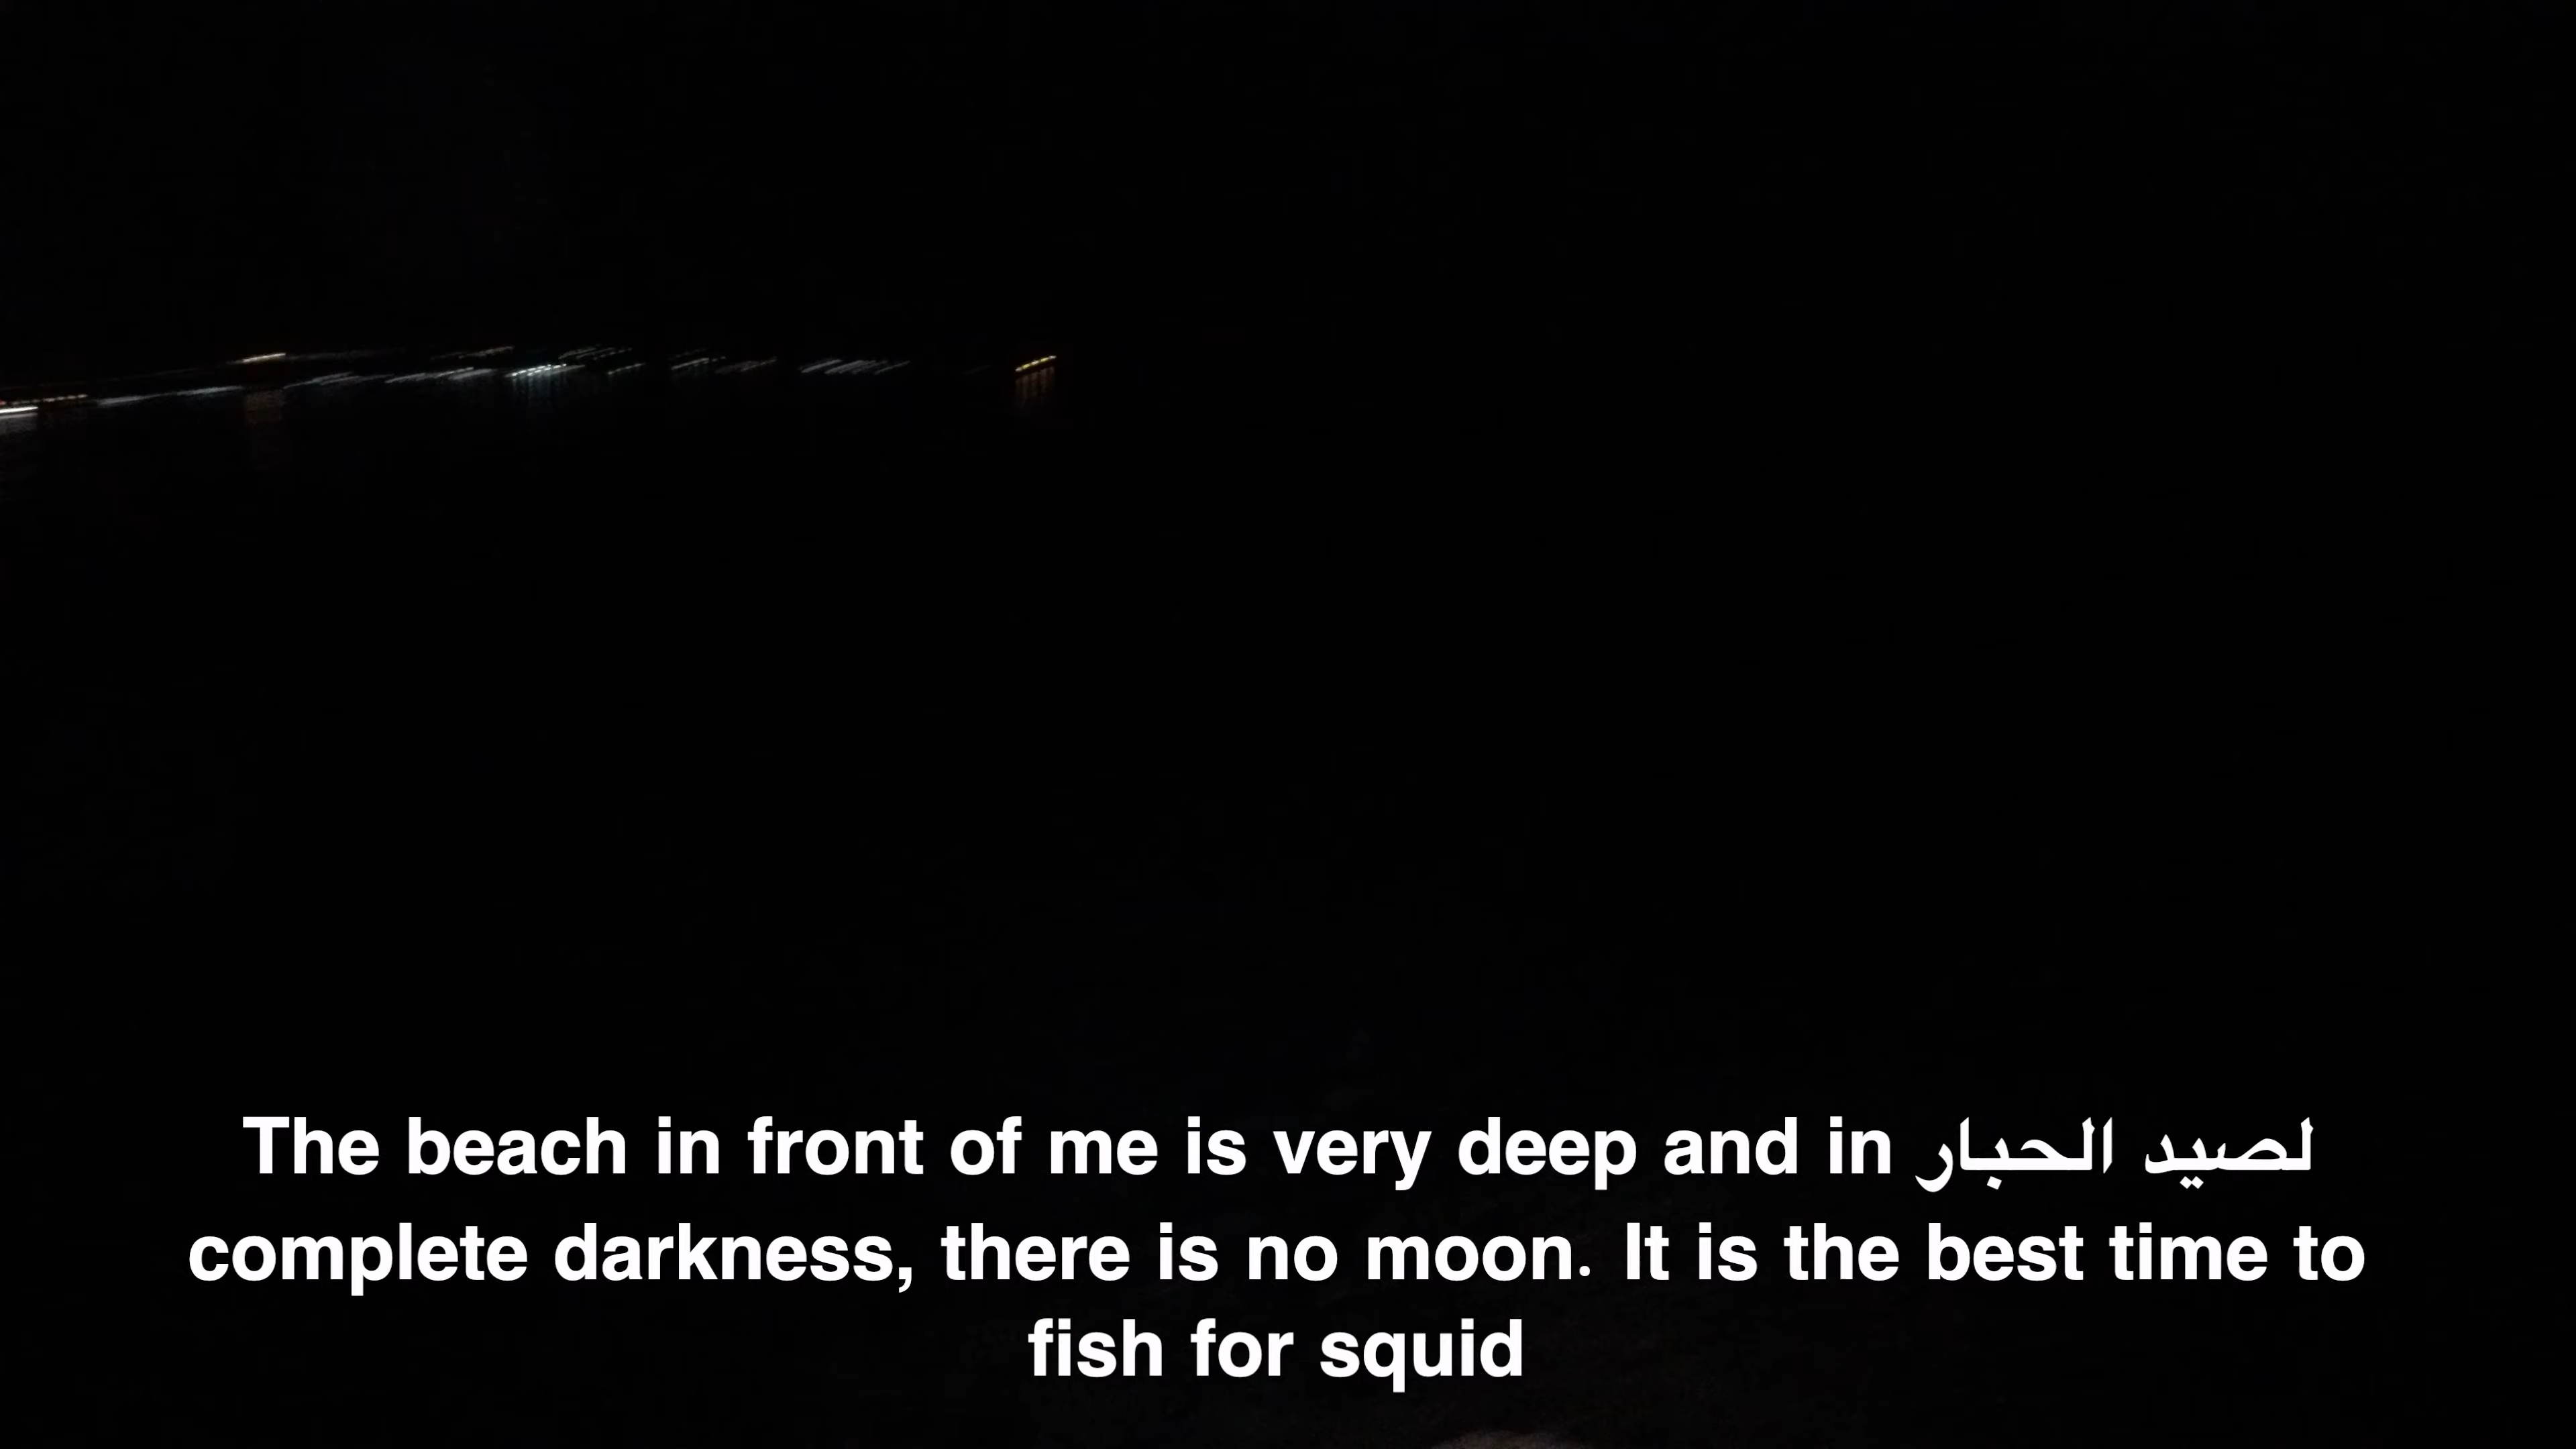 The beach in front of me is very deep and in لصيد الحبار
complete darkness, there is no moon. It is the best time to
fish for squid